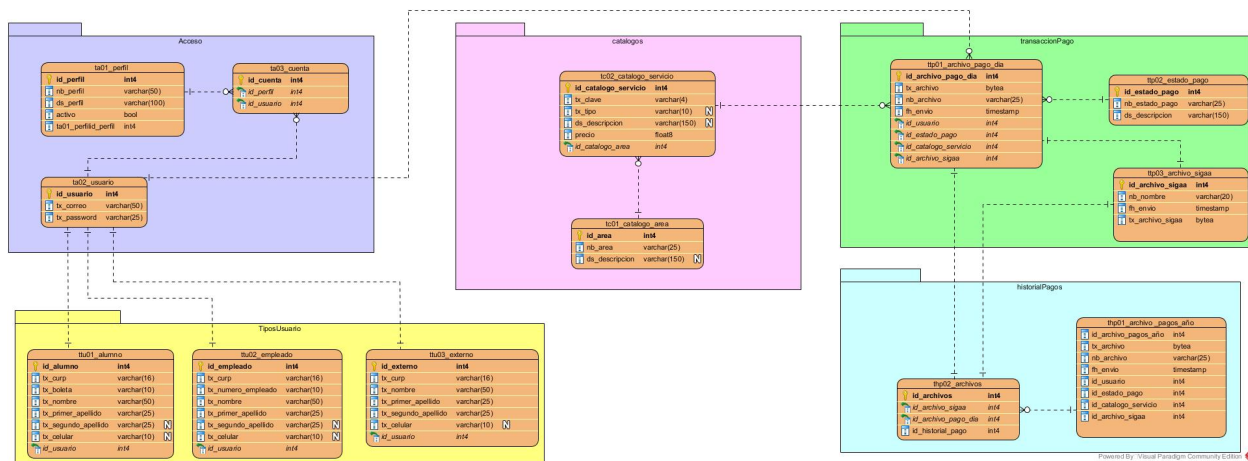 Acceso
ta01_perfil
id_perfil int4
nb_perfil varchar(50)
ds_perfil varchar(100)
activo bool
ta01_perfilid_perfil int4
ta03_cuenta
id_cuenta int4
id_perfil int4
id_usuario int4
ta02_usuario
id_usuario int4
tx_correo varchar(50)
tx_password varchar(25)
catalogos
tc02_catalogo_servicio
id_catalogo_servicio int4
tx_clave varchar(4)
tx_tipo varchar(10) N
ds_descripcion varchar(150) N
precio float8
id_catalogo_area int4
tc01_catalogo_area
id_area int4
nb_area varchar(25)
ds_descripcion varchar(150) N
transaccionPago
ttp01_archivo_pago_dia
id_archivo_pago_dia int4
tx_archivo bytea
nb_archivo varchar(25)
fh_envio timestamp
id_usuario int4
id_estado_pago int4
id_catalogo_servicio int4
id_archivo_sigaa int4
ttp02_estado_pago
id_estado_pago int4
nb_estado_pago varchar(25)
ds_descripcion varchar(150)
ttp03_archivo_sigaa
id_archivo_sigaa int4
nb_nombre varchar(20)
fh_envio timestamp
tx_archivo_sigaa bytea
TiposUsuario
ttu01_alumno
id_alumno int4
tx_curp varchar(16)
tx_boleta varchar(10)
tx_nombre varchar(50)
tx_primer_apellido varchar(25)
tx_segundo_apellido varchar(25) N
tx_celular varchar(10) N
id_usuario int4
ttu02_empleado
id_empleado int4
tx_curp varchar(16)
tx_numero_empleado varchar(10)
tx_nombre varchar(50)
tx_primer_apellido varchar(25)
tx_segundo_apellido varchar(25) N
tx_celular varchar(10) N
id_usuario int4
ttu03_externo
id_externo int4
tx_curp varchar(16)
tx_nombre varchar(50)
tx_primer_apellido varchar(25)
tx_segundo_apellido varchar(25)
tx_celular varchar(10) N
id_usuario int4
historialPagos
thp02_archivos
id_archivos int4
id_archivo_sigaa int4
id_archivo_pago_dia int4
id_historial_pago int4
thp01_archivo_pagos_año
id_archivo_pagos_año int4
tx_archivo bytea
nb_archivo varchar(25)
fh_envio timestamp
id_usuario int4
id_estado_pago int4
id_catalogo_servicio int4
id_archivo_sigaa int4
Powered By Visual Paradigm Community Edition